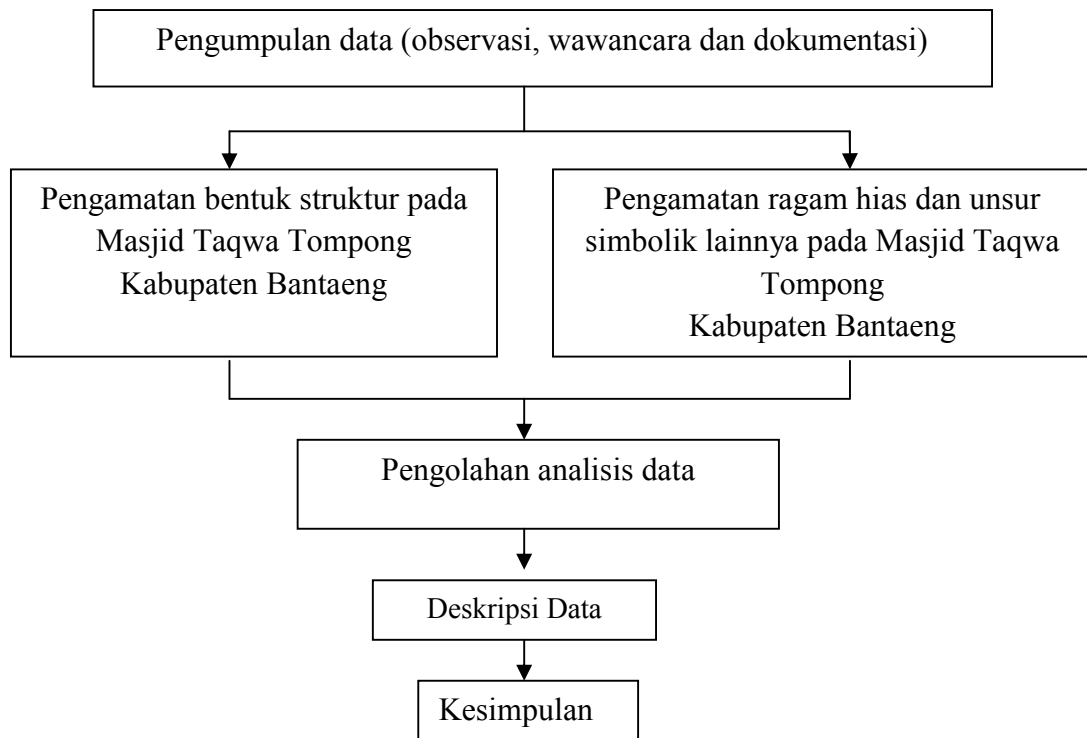 Pengumpulan data (observasi, wawancara dan dokumentasi)
Pengamatan bentuk struktur pada
Masjid Taqwa Tompong
Kabupaten Bantaeng
Pengamatan ragam hias dan unsur
simbolik lainnya pada Masjid Taqwa
Tompong
Kabupaten Bantaeng
Pengolahan analisis data
Deskripsi Data
Kesimpulan